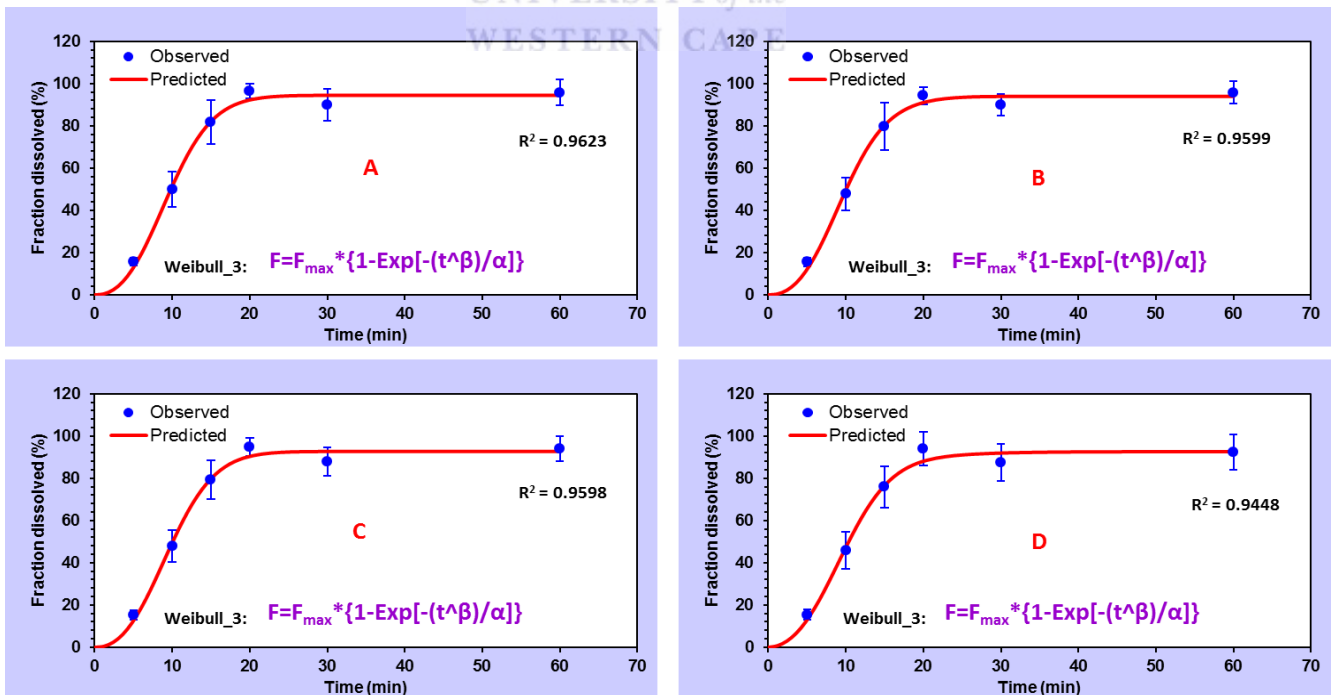 UNIVERSITY of the
WESTERN CAPE
120
100
80
60
40
20
0
Fraction dissolved (%)
Observed
Predicted
R² = 0.9623
A
Weibull_3: F=Fmax*{1-Exp[-(t^β)/α]}
0 10 20 30 40 50 60 70
Time (min)
120
100
80
60
40
20
0
Fraction dissolved (%)
Observed
Predicted
R² = 0.9599
B
Weibull_3: F=Fmax*{1-Exp[-(t^β)/α]}
0 10 20 30 40 50 60 70
Time (min)
120
100
80
60
40
20
0
Fraction dissolved (%)
Observed
Predicted
R² = 0.9598
C
Weibull_3: F=Fmax*{1-Exp[-(t^β)/α]}
0 10 20 30 40 50 60 70
Time (min)
120
100
80
60
40
20
0
Fraction dissolved (%)
Observed
Predicted
R² = 0.9448
D
Weibull_3: F=Fmax*{1-Exp[-(t^β)/α]}
0 10 20 30 40 50 60 70
Time (min)